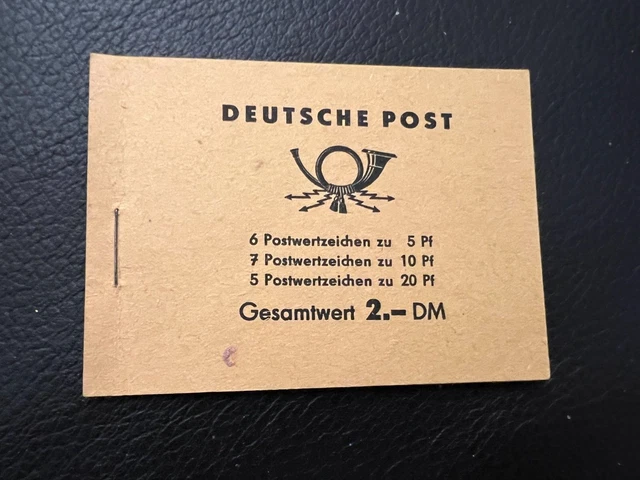 DEUTSCHE POST
6 Postwertzeichen zu 5 Pf
7 Postwertzeichen zu 10 Pf
5 Postwertzeichen zu 20 Pf
Gesamtwert 2.– DM